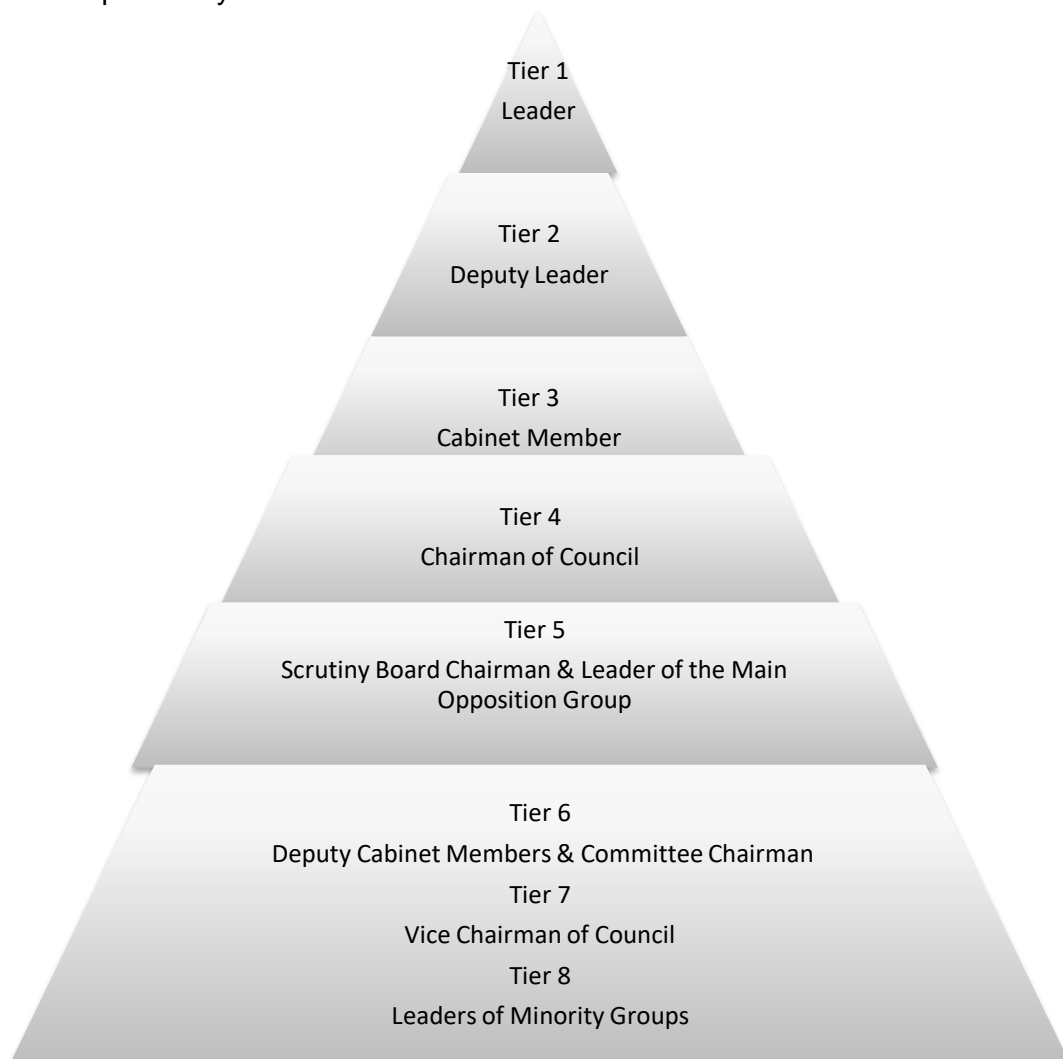 Tier 1
Leader
Tier 2
Deputy Leader
Tier 3
Cabinet Member
Tier 4
Chairman of Council
Tier 5
Scrutiny Board Chairman & Leader of the Main
Opposition Group
Tier 6
Deputy Cabinet Members & Committee Chairman
Tier 7
Vice Chairman of Council
Tier 8
Leaders of Minority Groups